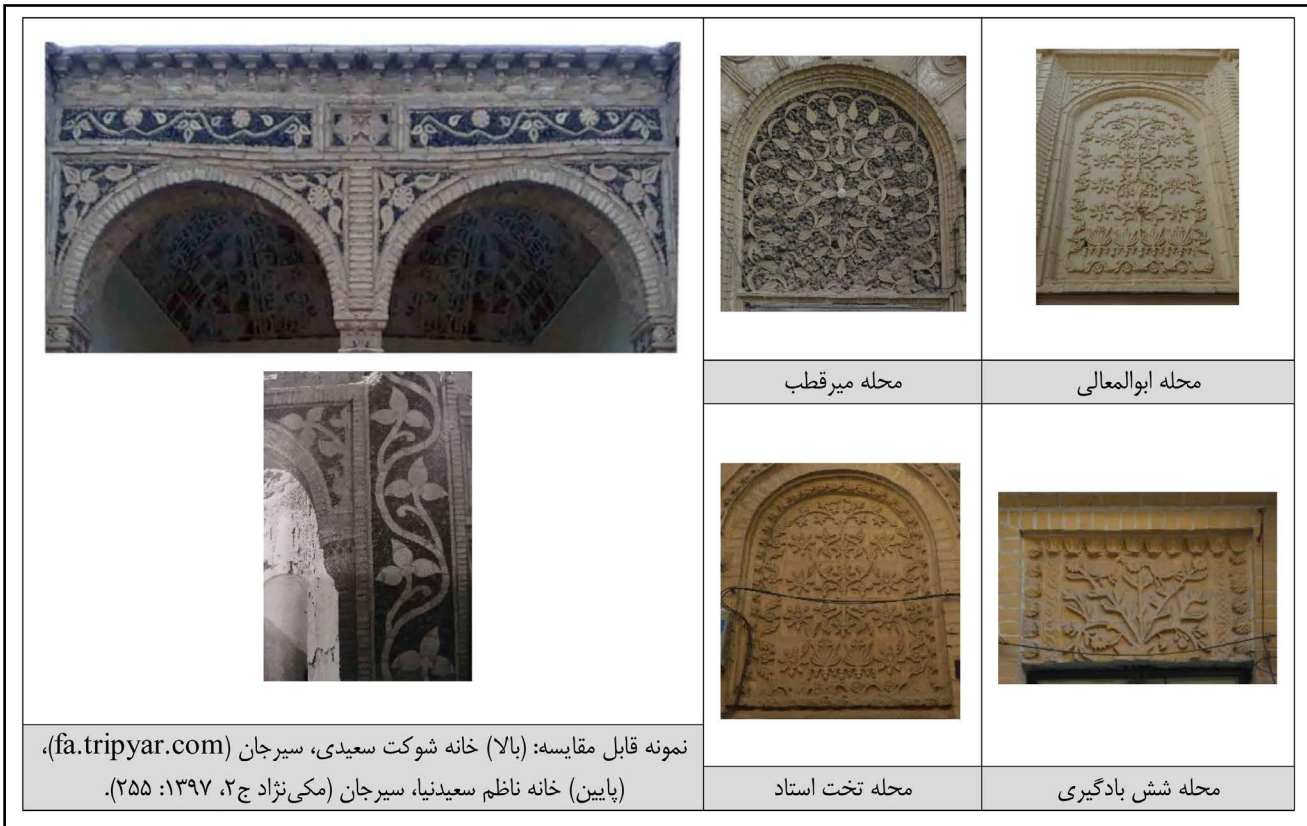 محله ابوالمعالی
محله میرقطب
محله شش بادگیری
محله تخت استاد
نمونه قابل مقایسه: (بالا) خانه شوکت سعیدی، سیرجان (fa.tripyar.com)،
(پایین) خانه ناظم سعیدنیا، سیرجان (مکی‌نژاد ج۲، ۱۳۹۷: ۲۵۵).